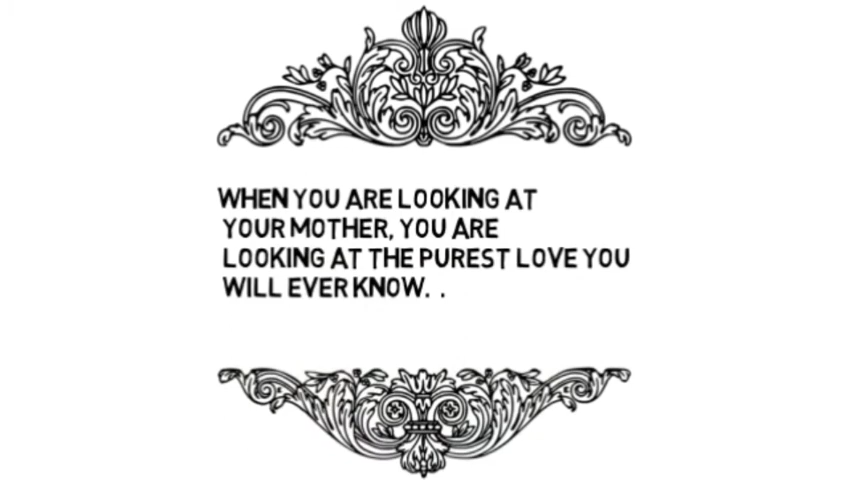 WHEN YOU ARE LOOKING AT
YOUR MOTHER, YOU ARE
LOOKING AT THE PUREST LOVE YOU
WILL EVER KNOW. .